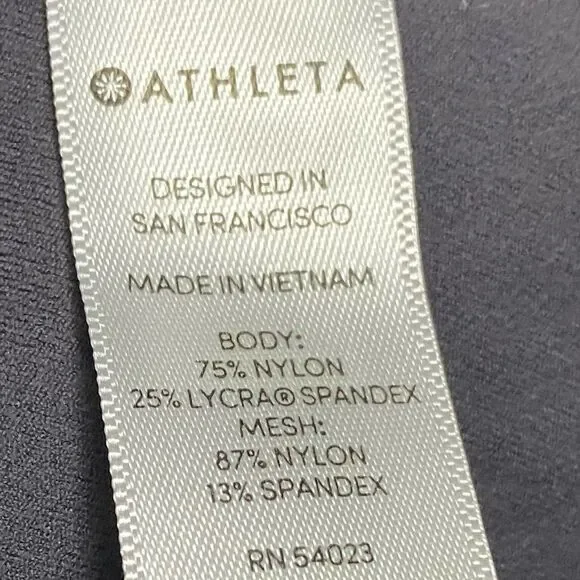 ATHLETA
DESIGNED IN
SAN FRANCISCO
MADE IN VIETNAM
BODY:
75% NYLON
25% LYCRA® SPANDEX
MESH:
87% NYLON
13% SPANDEX
RN 54023